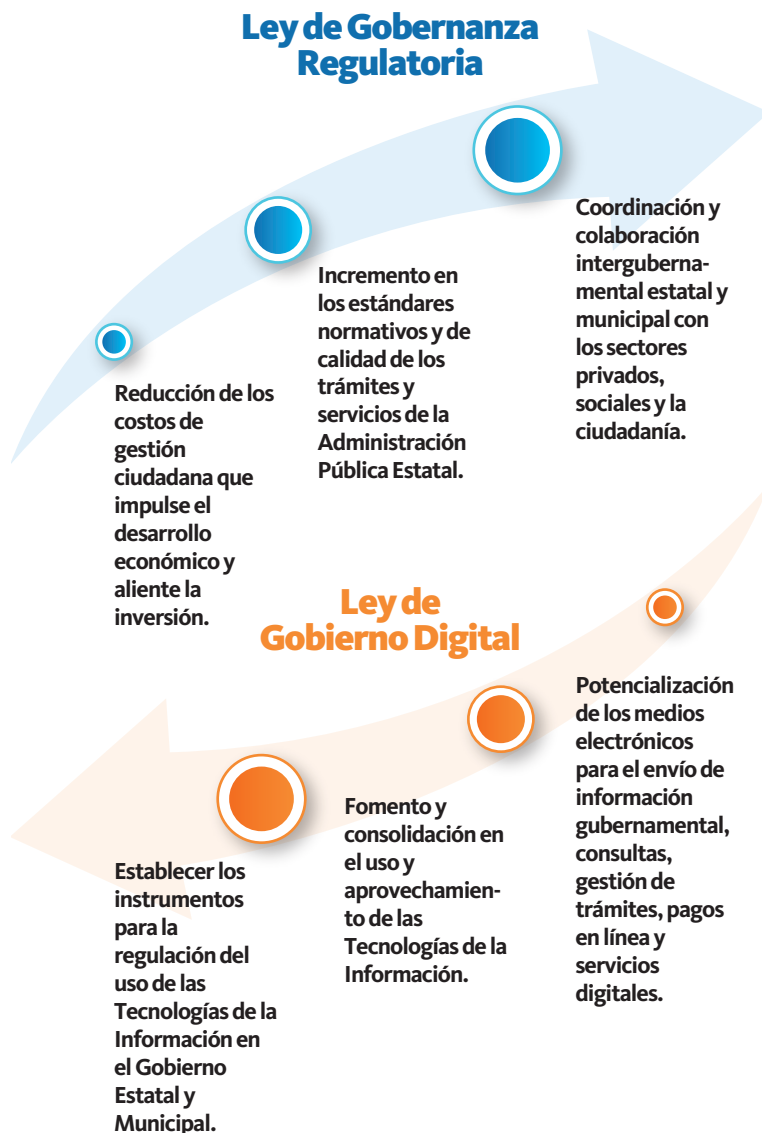 Ley de Gobernanza
Regulatoria
Reducción de los
costos de
gestión
ciudadana que
impulse el
desarrollo
económico y
aliente la
inversión.
Incremento en
los estándares
normativos y de
calidad de los
trámites y
servicios de la
Administración
Pública Estatal.
Coordinación y
colaboración
interguberna-
mental estatal y
municipal con
los sectores
privados,
sociales y la
ciudadanía.
Ley de
Gobierno Digital
Establecer los
instrumentos
para la
regulación del
uso de las
Tecnologías de la
Información en
el Gobierno
Estatal y
Municipal.
Fomento y
consolidación en
el uso y
aprovechamien-
to de las
Tecnologías de la
Información.
Potencialización
de los medios
electrónicos
para el envío de
información
gubernamental,
consultas,
gestión de
trámites, pagos
en línea y
servicios
digitales.